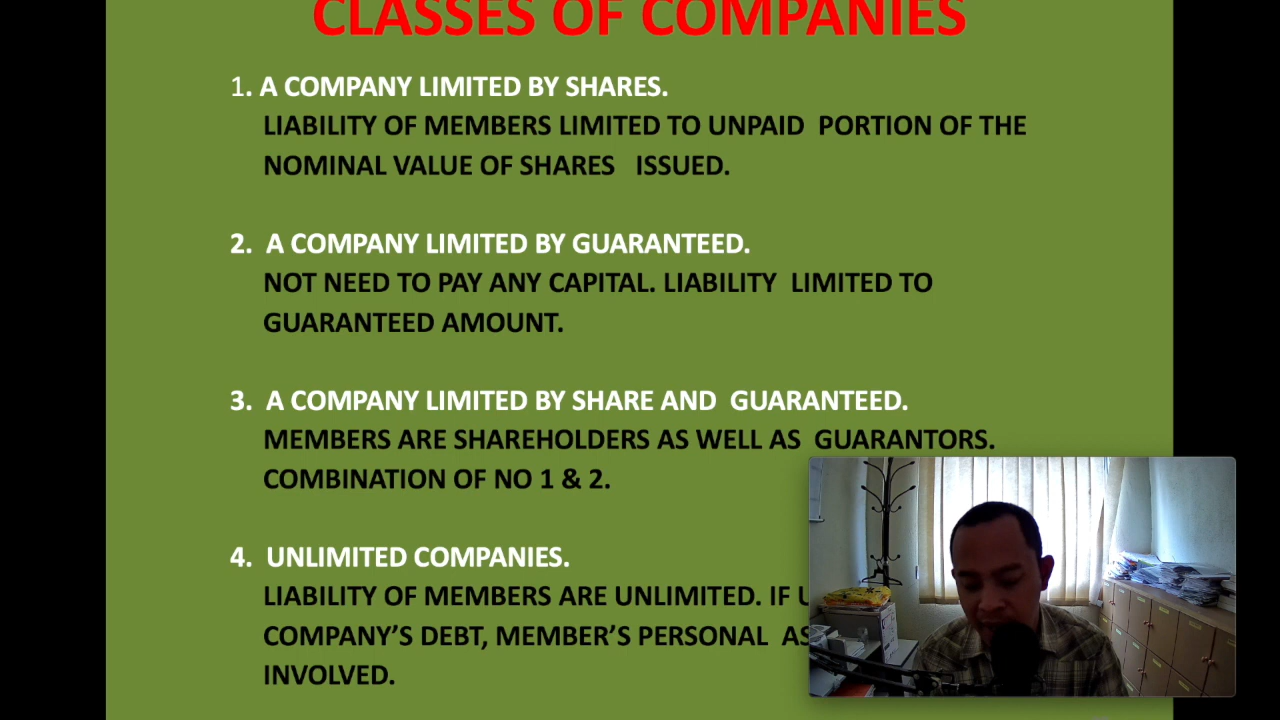 CLASSES OF COMPANIES
1. A COMPANY LIMITED BY SHARES.
LIABILITY OF MEMBERS LIMITED TO UNPAID PORTION OF THE
NOMINAL VALUE OF SHARES ISSUED.
2. A COMPANY LIMITED BY GUARANTEED.
NOT NEED TO PAY ANY CAPITAL. LIABILITY LIMITED TO
GUARANTEED AMOUNT.
3. A COMPANY LIMITED BY SHARE AND GUARANTEED.
MEMBERS ARE SHAREHOLDERS AS WELL AS GUARANTORS.
COMBINATION OF NO 1 & 2.
4. UNLIMITED COMPANIES.
LIABILITY OF MEMBERS ARE UNLIMITED. IF
COMPANY’S DEBT, MEMBER’S PERSONAL
INVOLVED.